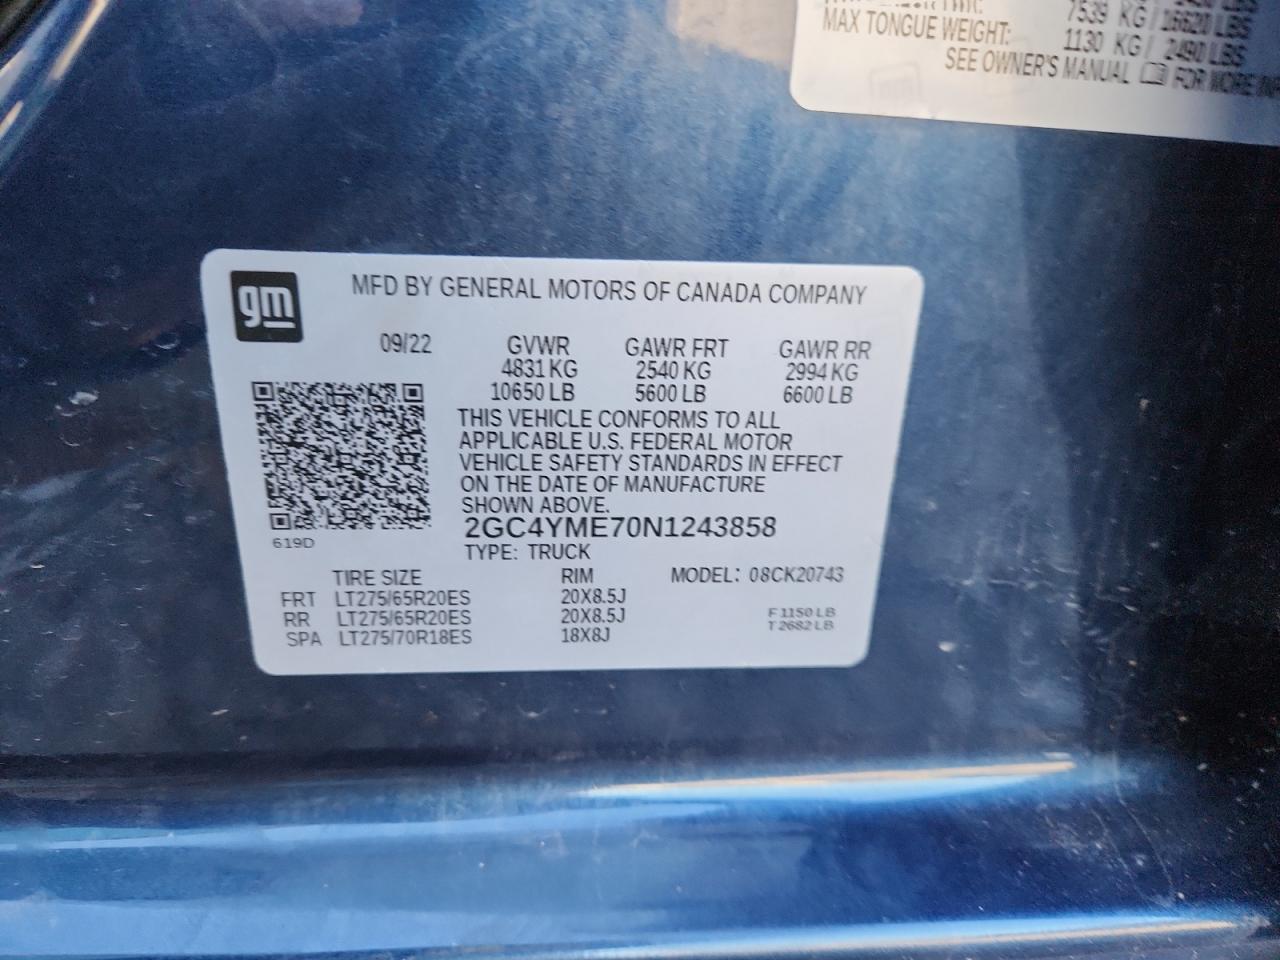 7539 KG/ 16620 LBS
MAX TONGUE WEIGHT: 1130 KG/ 2490 LBS
SEE OWNER'S MANUAL FOR MORE
gm
MFD BY GENERAL MOTORS OF CANADA COMPANY
09/22 GVWR GAWR FRT GAWR RR
4831 KG 2540 KG 2994 KG
10650 LB 5600 LB 6600 LB
THIS VEHICLE CONFORMS TO ALL
APPLICABLE U.S. FEDERAL MOTOR
VEHICLE SAFETY STANDARDS IN EFFECT
ON THE DATE OF MANUFACTURE
SHOWN ABOVE.
2GC4YME70N1243858
619D
TYPE: TRUCK
TIRE SIZE RIM MODEL: 08CK20743
FRT LT275/65R20ES 20X8.5J
RR LT275/65R20ES 20X8.5J
SPA LT275/70R18ES 18X8J
F 1150 LB
T 2682 LB